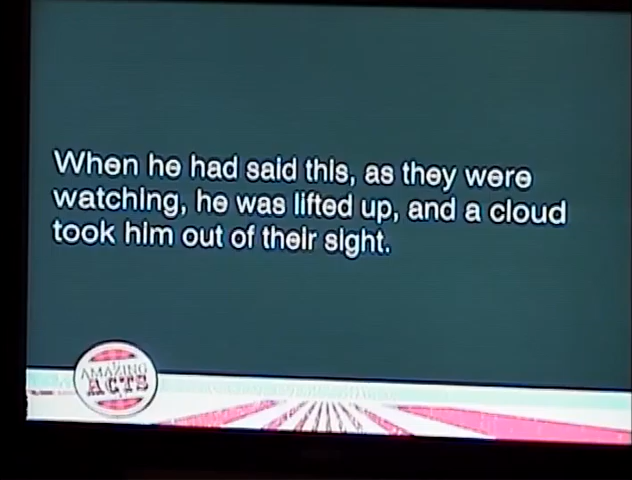 When he had said this, as they were
watching, he was lifted up, and a cloud
took him out of their sight.
AMAZING
ACTS